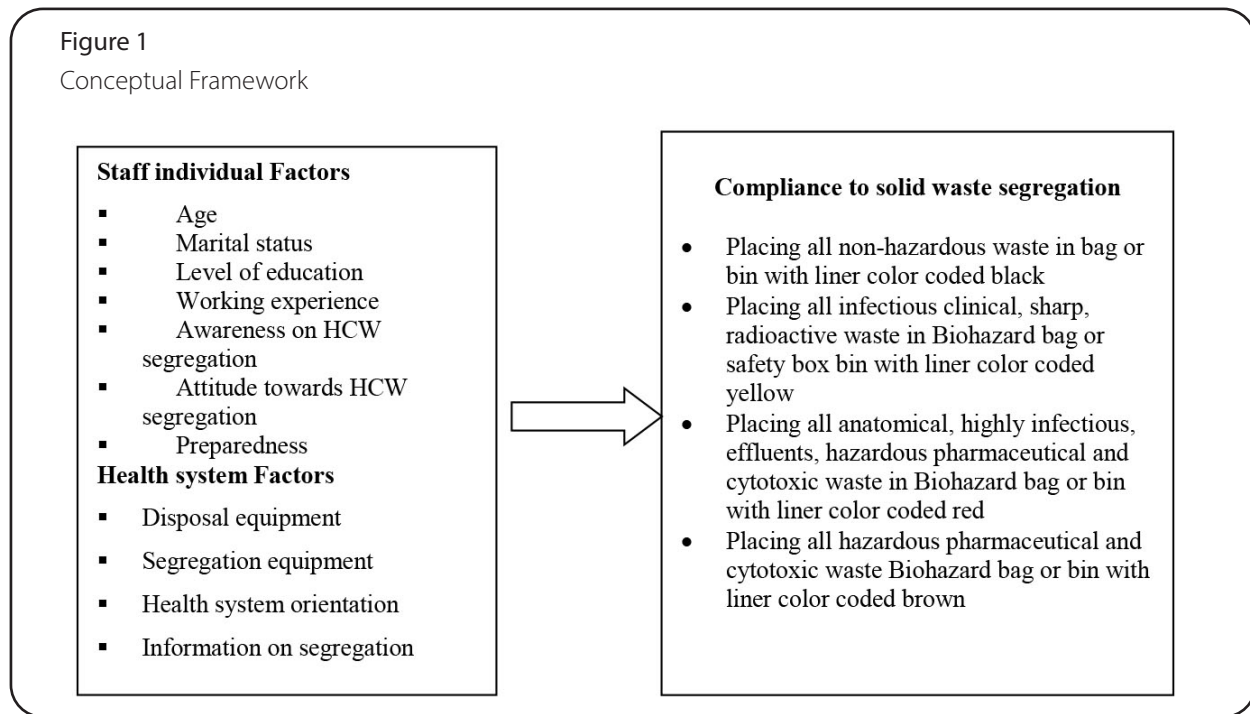 Figure 1
Conceptual Framework
Staff individual Factors
▪ Age
▪ Marital status
▪ Level of education
▪ Working experience
▪ Awareness on HCW
segregation
▪ Attitude towards HCW
segregation
▪ Preparedness
Health system Factors
▪ Disposal equipment
▪ Segregation equipment
▪ Health system orientation
▪ Information on segregation
Compliance to solid waste segregation
• Placing all non-hazardous waste in bag or
bin with liner color coded black
• Placing all infectious clinical, sharp,
radioactive waste in Biohazard bag or
safety box bin with liner color coded
yellow
• Placing all anatomical, highly infectious,
effluents, hazardous pharmaceutical and
cytotoxic waste in Biohazard bag or bin
with liner color coded red
• Placing all hazardous pharmaceutical and
cytotoxic waste Biohazard bag or bin with
liner color coded brown